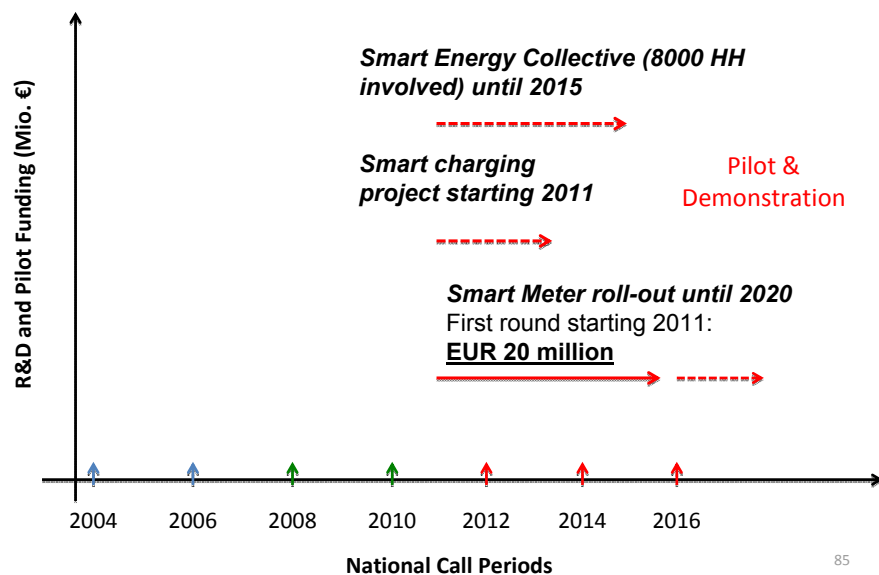 Smart Energy Collective (8000 HH
involved) until 2015
Smart charging
project starting 2011
Pilot &
Demonstration
Smart Meter roll-out until 2020
First round starting 2011:
EUR 20 million
R&D and Pilot Funding (Mio. €)
2004 2006 2008 2010 2012 2014 2016
National Call Periods
85